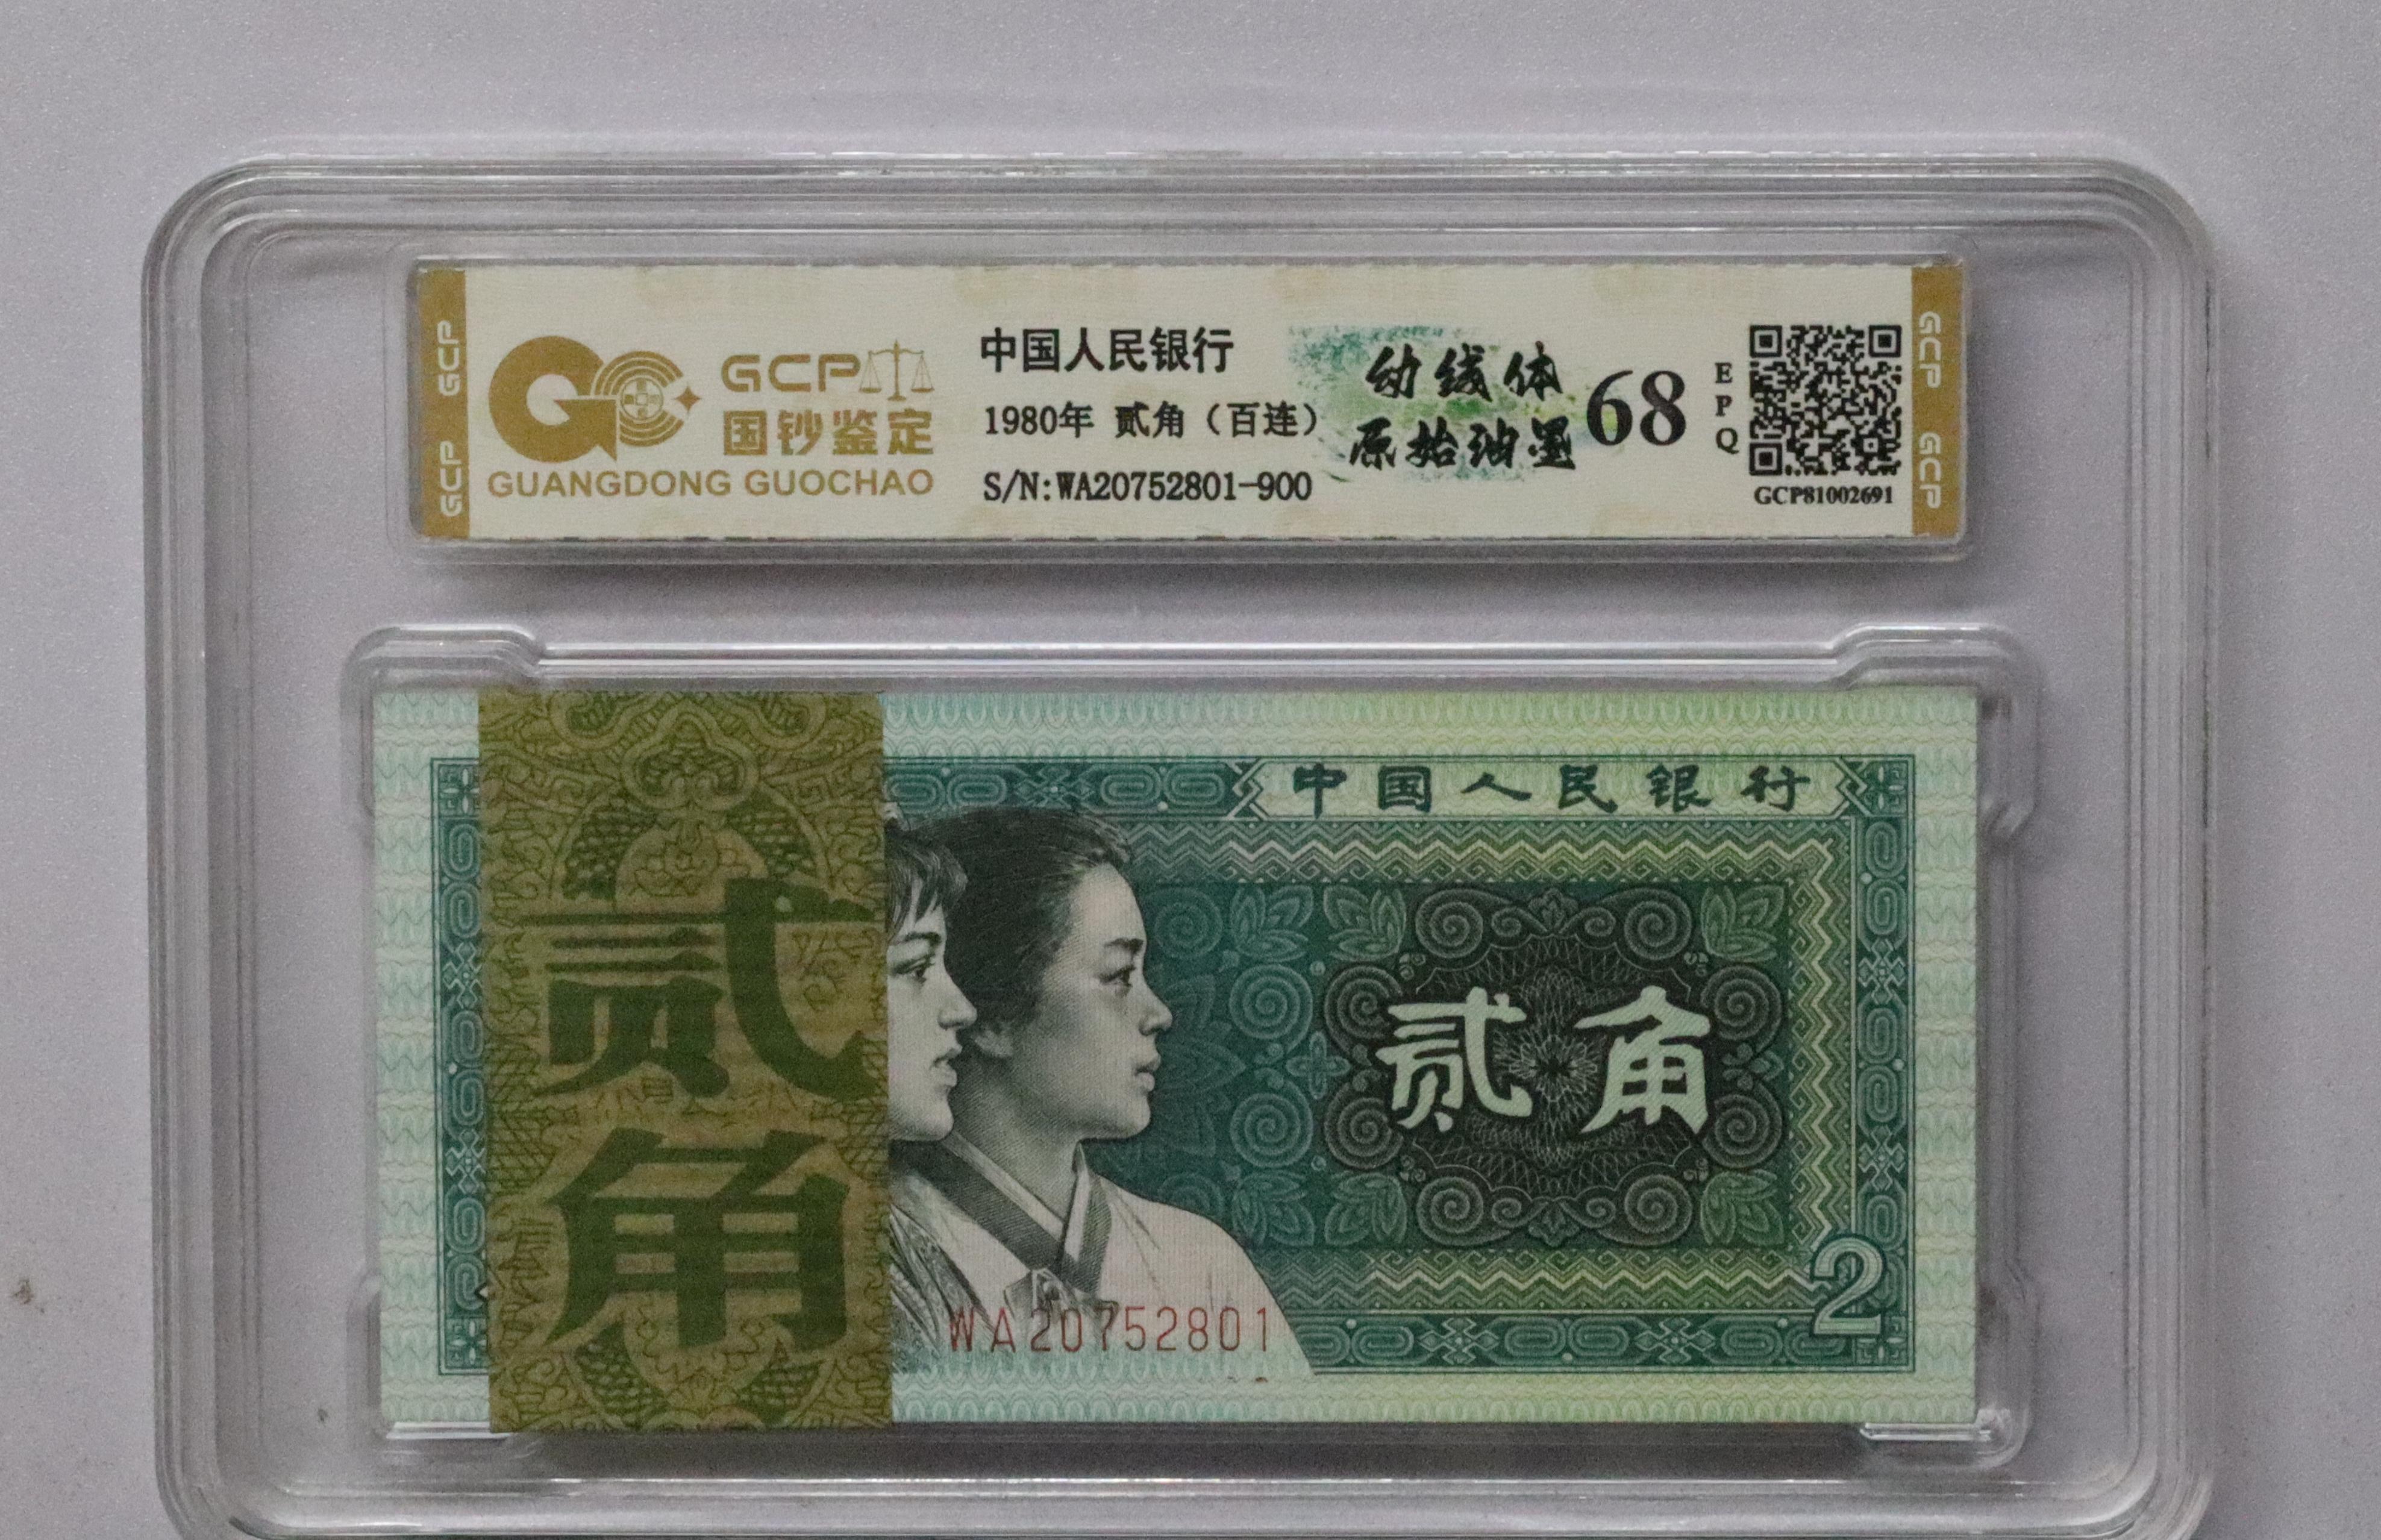 GCP GCP
GCP
国钞鉴定
GUANGDONG GUOCHAO
中国人民银行
1980年 贰角（百连）
S/N:WA20752801-900
幼线体
原始油墨
68
EPQ
GCP81002691
GCP GCP
贰角
中国人民银行
贰角
2
WA20752801